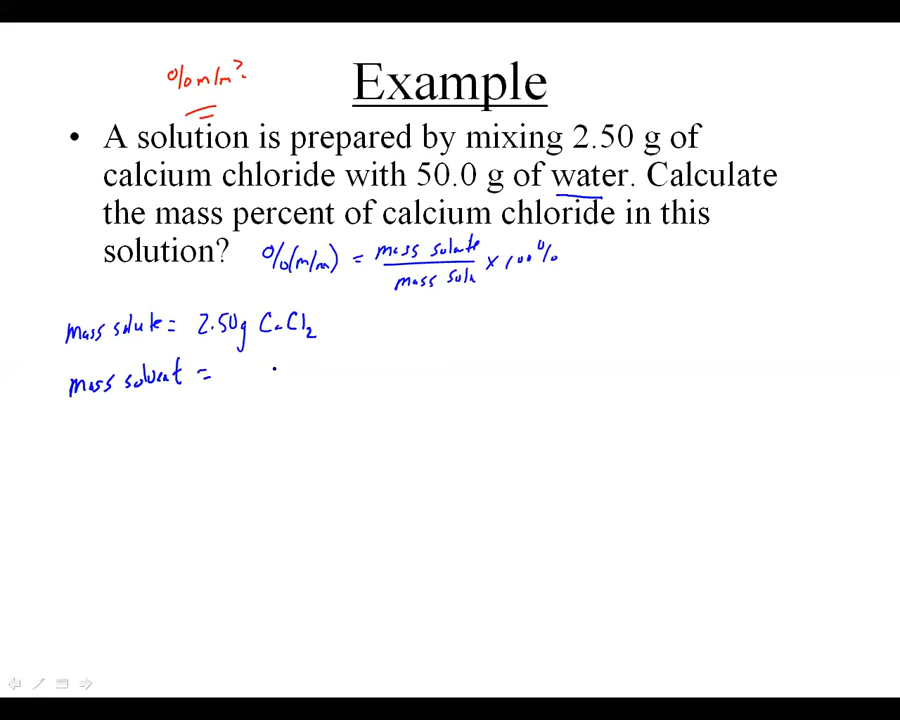 %m/m?
Example
• A solution is prepared by mixing 2.50 g of
calcium chloride with 50.0 g of water. Calculate
the mass percent of calcium chloride in this
solution? %(m/m) = mass solute / mass soln × 100%
mass solute = 2.50g CaCl2
mass solvent =